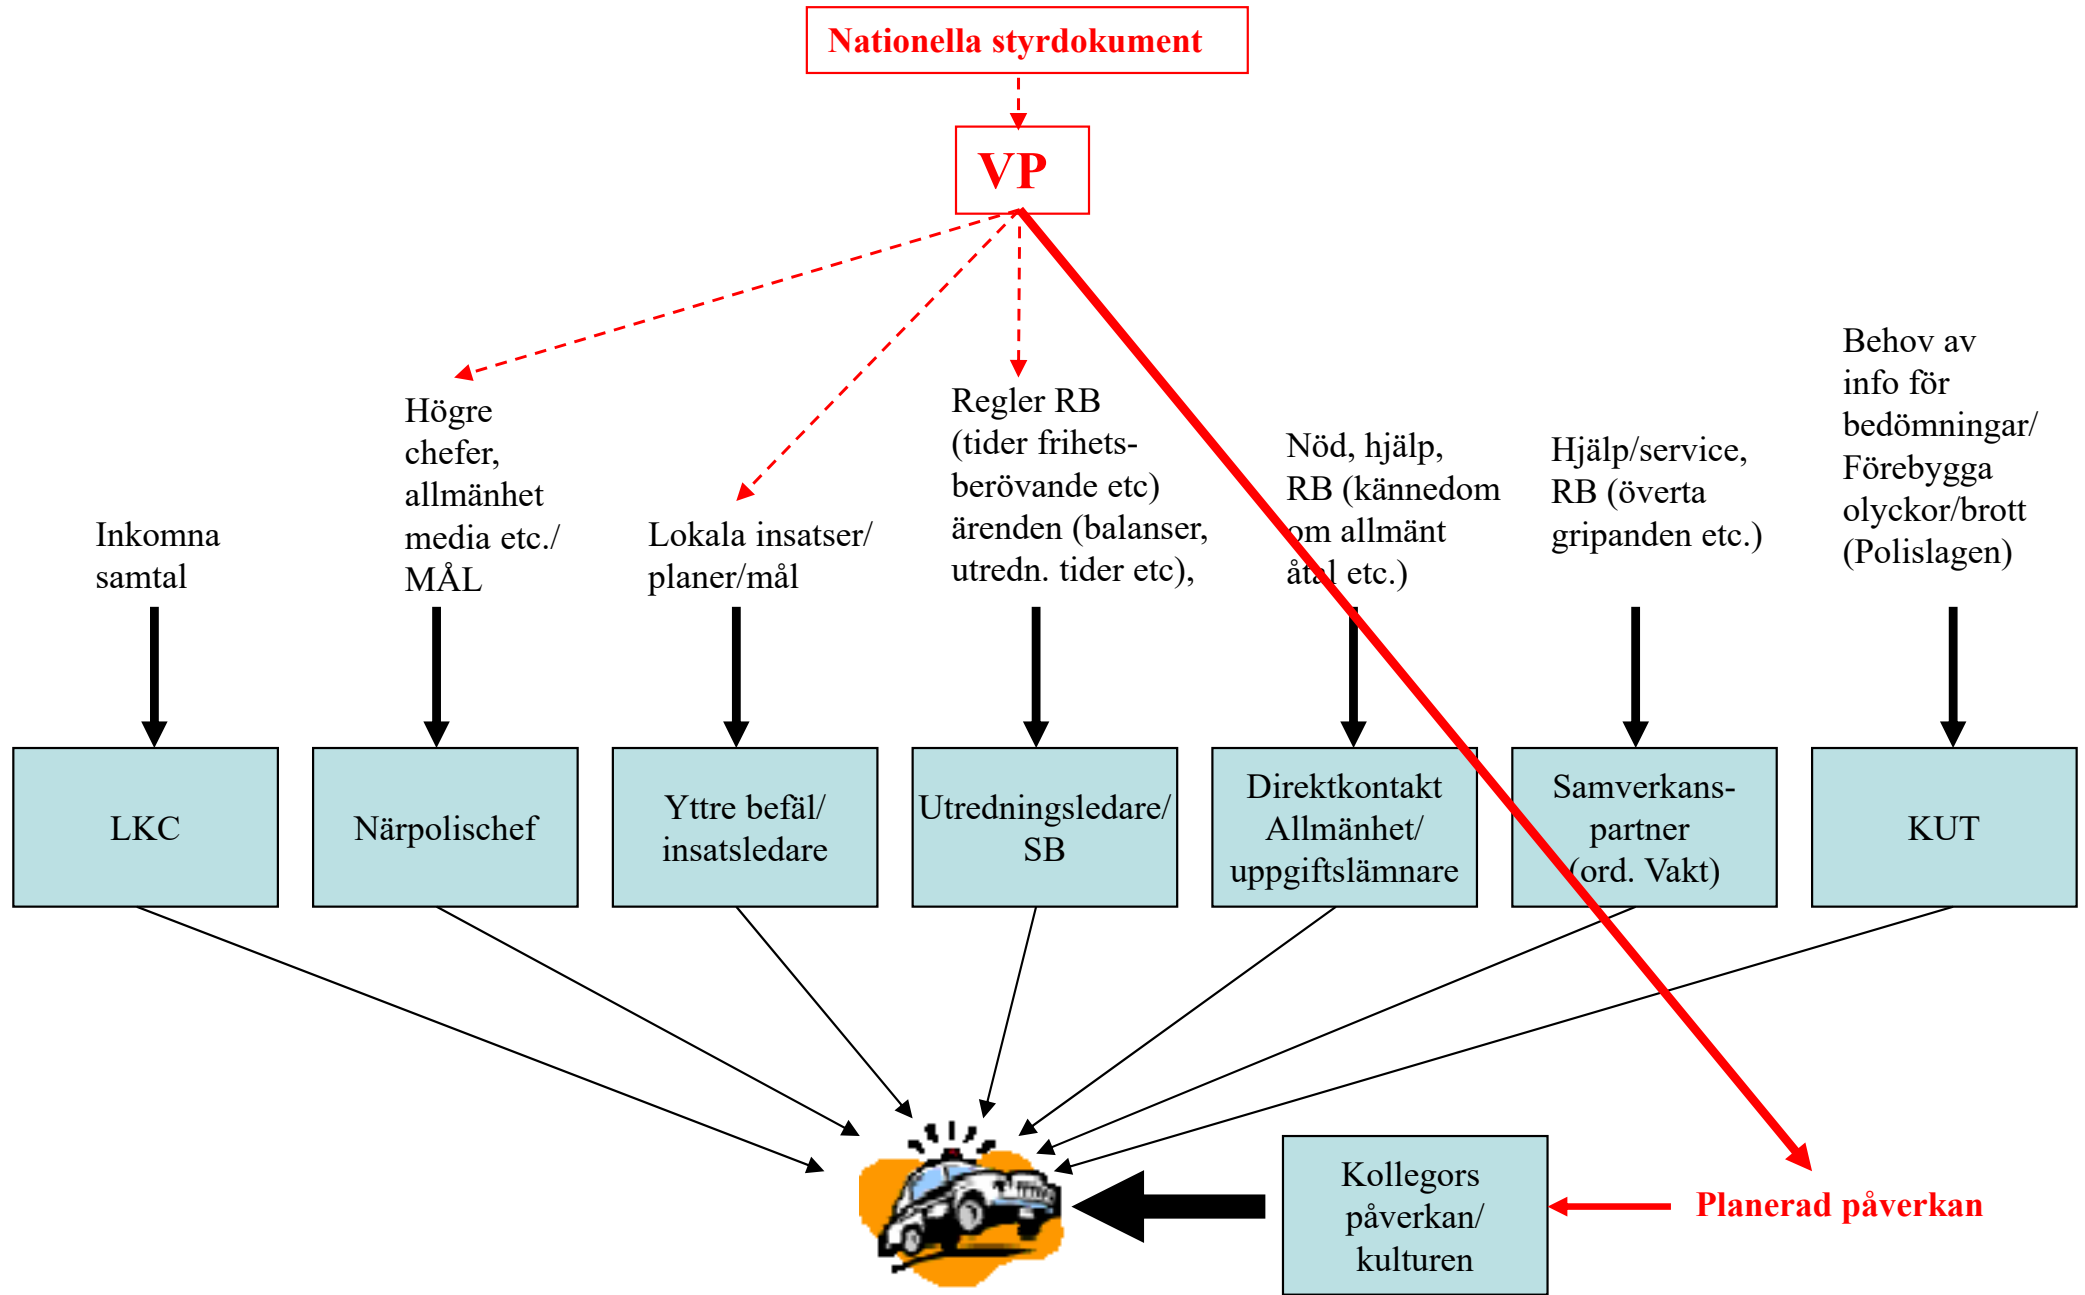 Nationella styrdokument
VP
Inkomna
samtal
Högre
chefer,
allmänhet
media etc./
MÅL
Lokala insatser/
planer/mål
Regler RB
(tider frihets-
berövande etc)
ärenden (balanser,
utredn. tider etc),
Nöd, hjälp,
RB (kännedom
om allmänt
åtal etc.)
Hjälp/service,
RB (överta
gripanden etc.)
Behov av
info för
bedömningar/
Förebygga
olyckor/brott
(Polislagen)
LKC
Närpolischef
Yttre befäl/
insatsledare
Utredningsledare/
SB
Direktkontakt
Allmänhet/
uppgiftslämnare
Samverkans-
partner
(ord. Vakt)
KUT
Kollegors
påverkan/
kulturen
Planerad påverkan